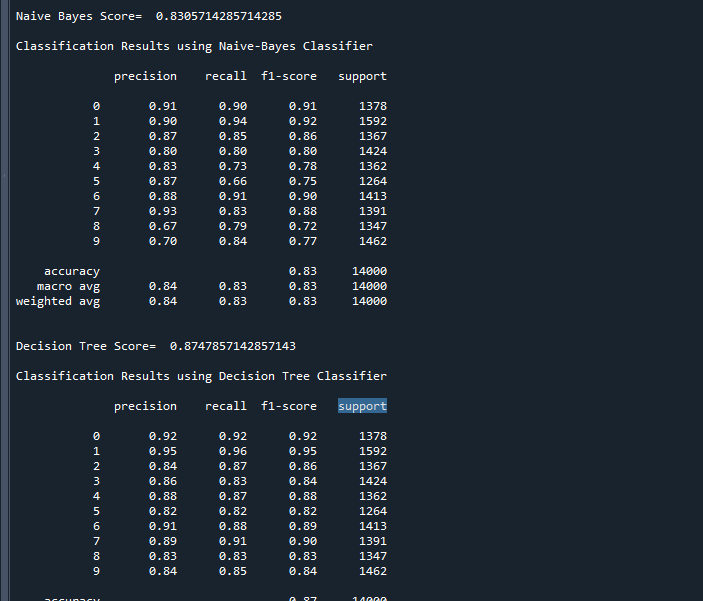 Naive Bayes Score=  0.8305714285714285
Classification Results using Naive-Bayes Classifier
precision    recall  f1-score   support
0       0.91      0.90      0.91      1378
1       0.90      0.94      0.92      1592
2       0.87      0.85      0.86      1367
3       0.80      0.80      0.80      1424
4       0.83      0.73      0.78      1362
5       0.87      0.66      0.75      1264
6       0.88      0.91      0.90      1413
7       0.93      0.83      0.88      1391
8       0.67      0.79      0.72      1347
9       0.70      0.84      0.77      1462
accuracy                           0.83     14000
macro avg       0.84      0.83      0.83     14000
weighted avg       0.84      0.83      0.83     14000
Decision Tree Score=  0.8747857142857143
Classification Results using Decision Tree Classifier
precision    recall  f1-score   support
0       0.92      0.92      0.92      1378
1       0.95      0.96      0.95      1592
2       0.84      0.87      0.86      1367
3       0.86      0.83      0.84      1424
4       0.88      0.87      0.88      1362
5       0.82      0.82      0.82      1264
6       0.91      0.88      0.89      1413
7       0.89      0.91      0.90      1391
8       0.83      0.83      0.83      1347
9       0.84      0.85      0.84      1462
accuracy                           0.87     14000